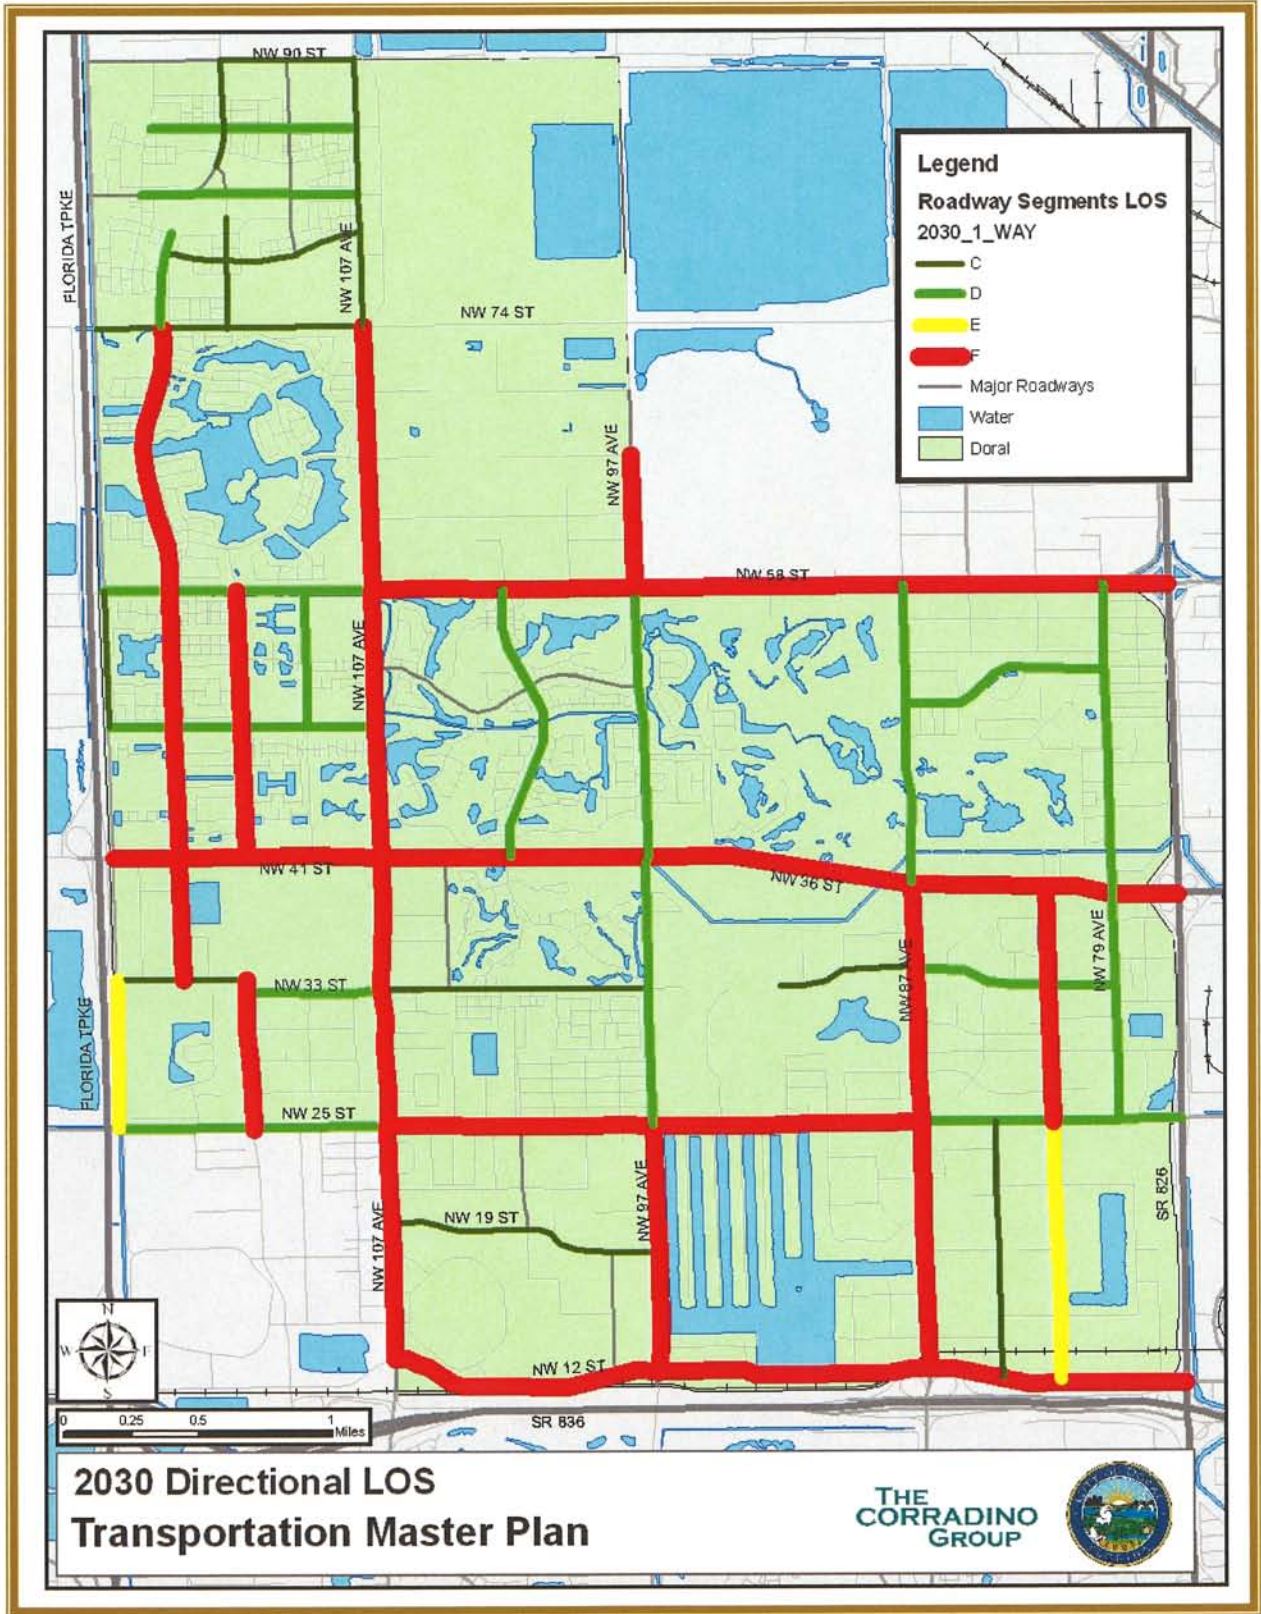 NW 90 ST
Legend
Roadway Segments LOS
2030_1_WAY
C
D
E
F
Major Roadways
Water
Doral
FLORIDA TPKE
NW 107 AVE
NW 74 ST
NW 97 AVE
NW 58 ST
NW 107 AVE
NW 41 ST
NW 36 ST
NW 87 AVE
NW 79 AVE
NW 33 ST
FLORIDA TPKE
NW 25 ST
NW 97 AVE
SR 826
NW 19 ST
NW 107 AVE
N
W E
S
NW 12 ST
0 0.25 0.5 1
Miles
SR 836
2030 Directional LOS
Transportation Master Plan
THE
CORRADINO
GROUP